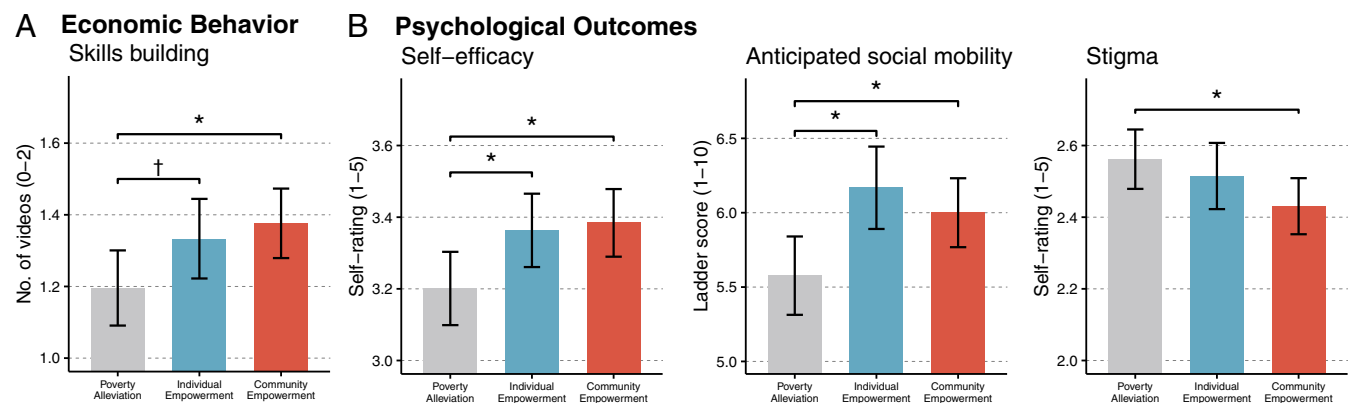 A Economic Behavior
Skills building
No. of videos (0−2)
1.6
1.4
1.2
1.0
*
†
Poverty Alleviation
Individual Empowerment
Community Empowerment
B Psychological Outcomes
Self−efficacy
Self−rating (1−5)
3.6
3.4
3.2
3.0
*
*
Poverty Alleviation
Individual Empowerment
Community Empowerment
Anticipated social mobility
Ladder score (1−10)
6.5
6.0
5.5
5.0
*
*
Poverty Alleviation
Individual Empowerment
Community Empowerment
Stigma
Self−rating (1−5)
2.6
2.4
2.2
2.0
*
Poverty Alleviation
Individual Empowerment
Community Empowerment